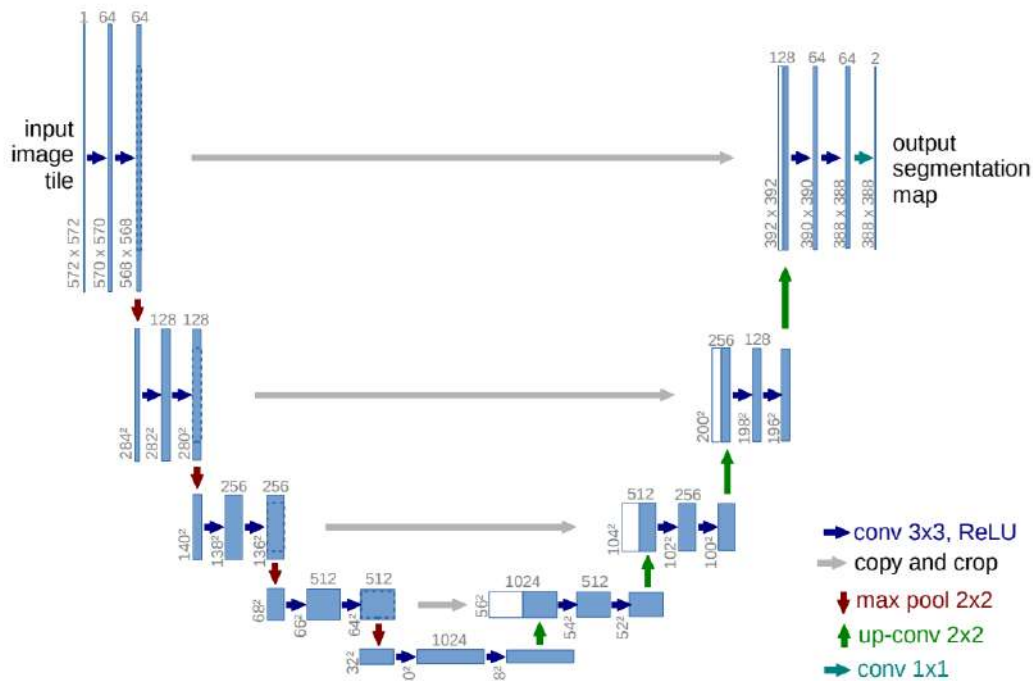 1 64 64
input
image
tile
572 x 572
570 x 570
568 x 568
128 64 64 2
output
segmentation
map
392 x 392
390 x 390
388 x 388
388 x 388
128 128
284²
282²
280²
256 128
200²
198²
196²
256 256
140²
138²
136²
512 256
104²
102²
100²
512 512
68²
66²
64²
1024 512
56²
54²
52²
1024
32²
0²
8²
conv 3x3, ReLU
copy and crop
max pool 2x2
up-conv 2x2
conv 1x1